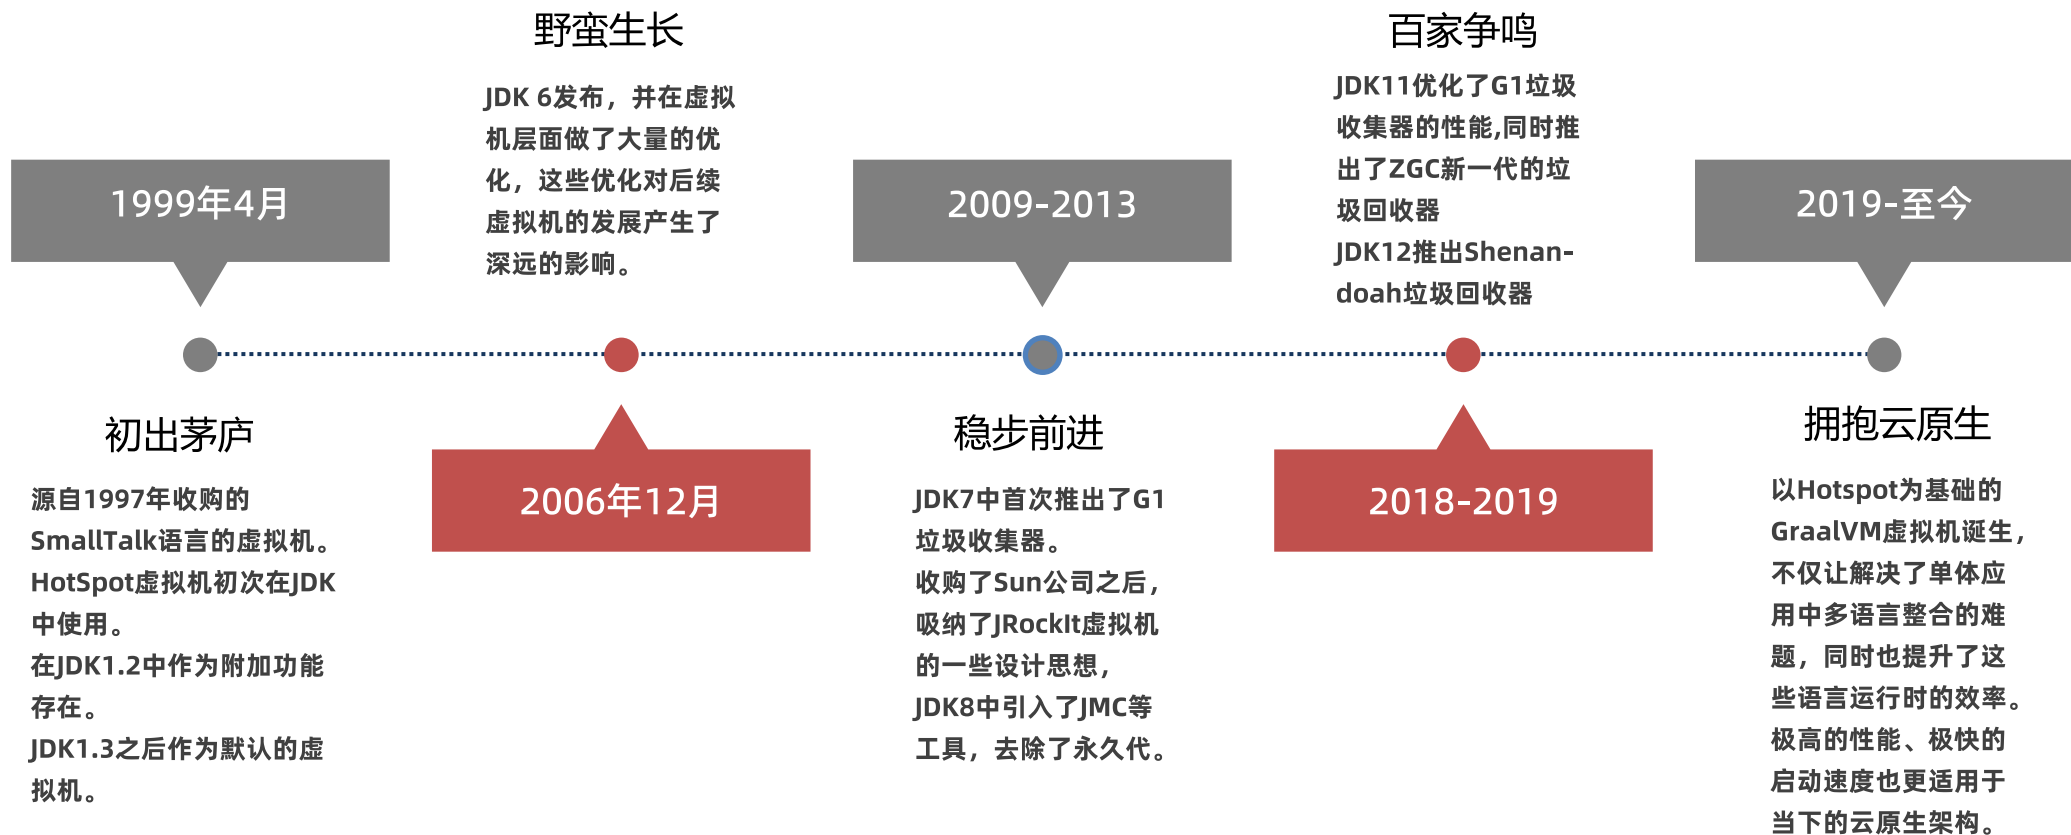 野蛮生长
JDK 6发布，并在虚拟
机层面做了大量的优
化，这些优化对后续
虚拟机的发展产生了
深远的影响。
百家争鸣
JDK11优化了G1垃圾
收集器的性能,同时推
出了ZGC新一代的垃
圾回收器
JDK12推出Shenan-
doah垃圾回收器
1999年4月
2009-2013
2019-至今
初出茅庐
源自1997年收购的
SmallTalk语言的虚拟机。
HotSpot虚拟机初次在JDK
中使用。
在JDK1.2中作为附加功能
存在。
JDK1.3之后作为默认的虚
拟机。
2006年12月
稳步前进
JDK7中首次推出了G1
垃圾收集器。
收购了Sun公司之后，
吸纳了JRockIt虚拟机
的一些设计思想，
JDK8中引入了JMC等
工具，去除了永久代。
2018-2019
拥抱云原生
以Hotspot为基础的
GraalVM虚拟机诞生，
不仅让解决了单体应
用中多语言整合的难
题，同时也提升了这
些语言运行时的效率。
极高的性能、极快的
启动速度也更适用于
当下的云原生架构。